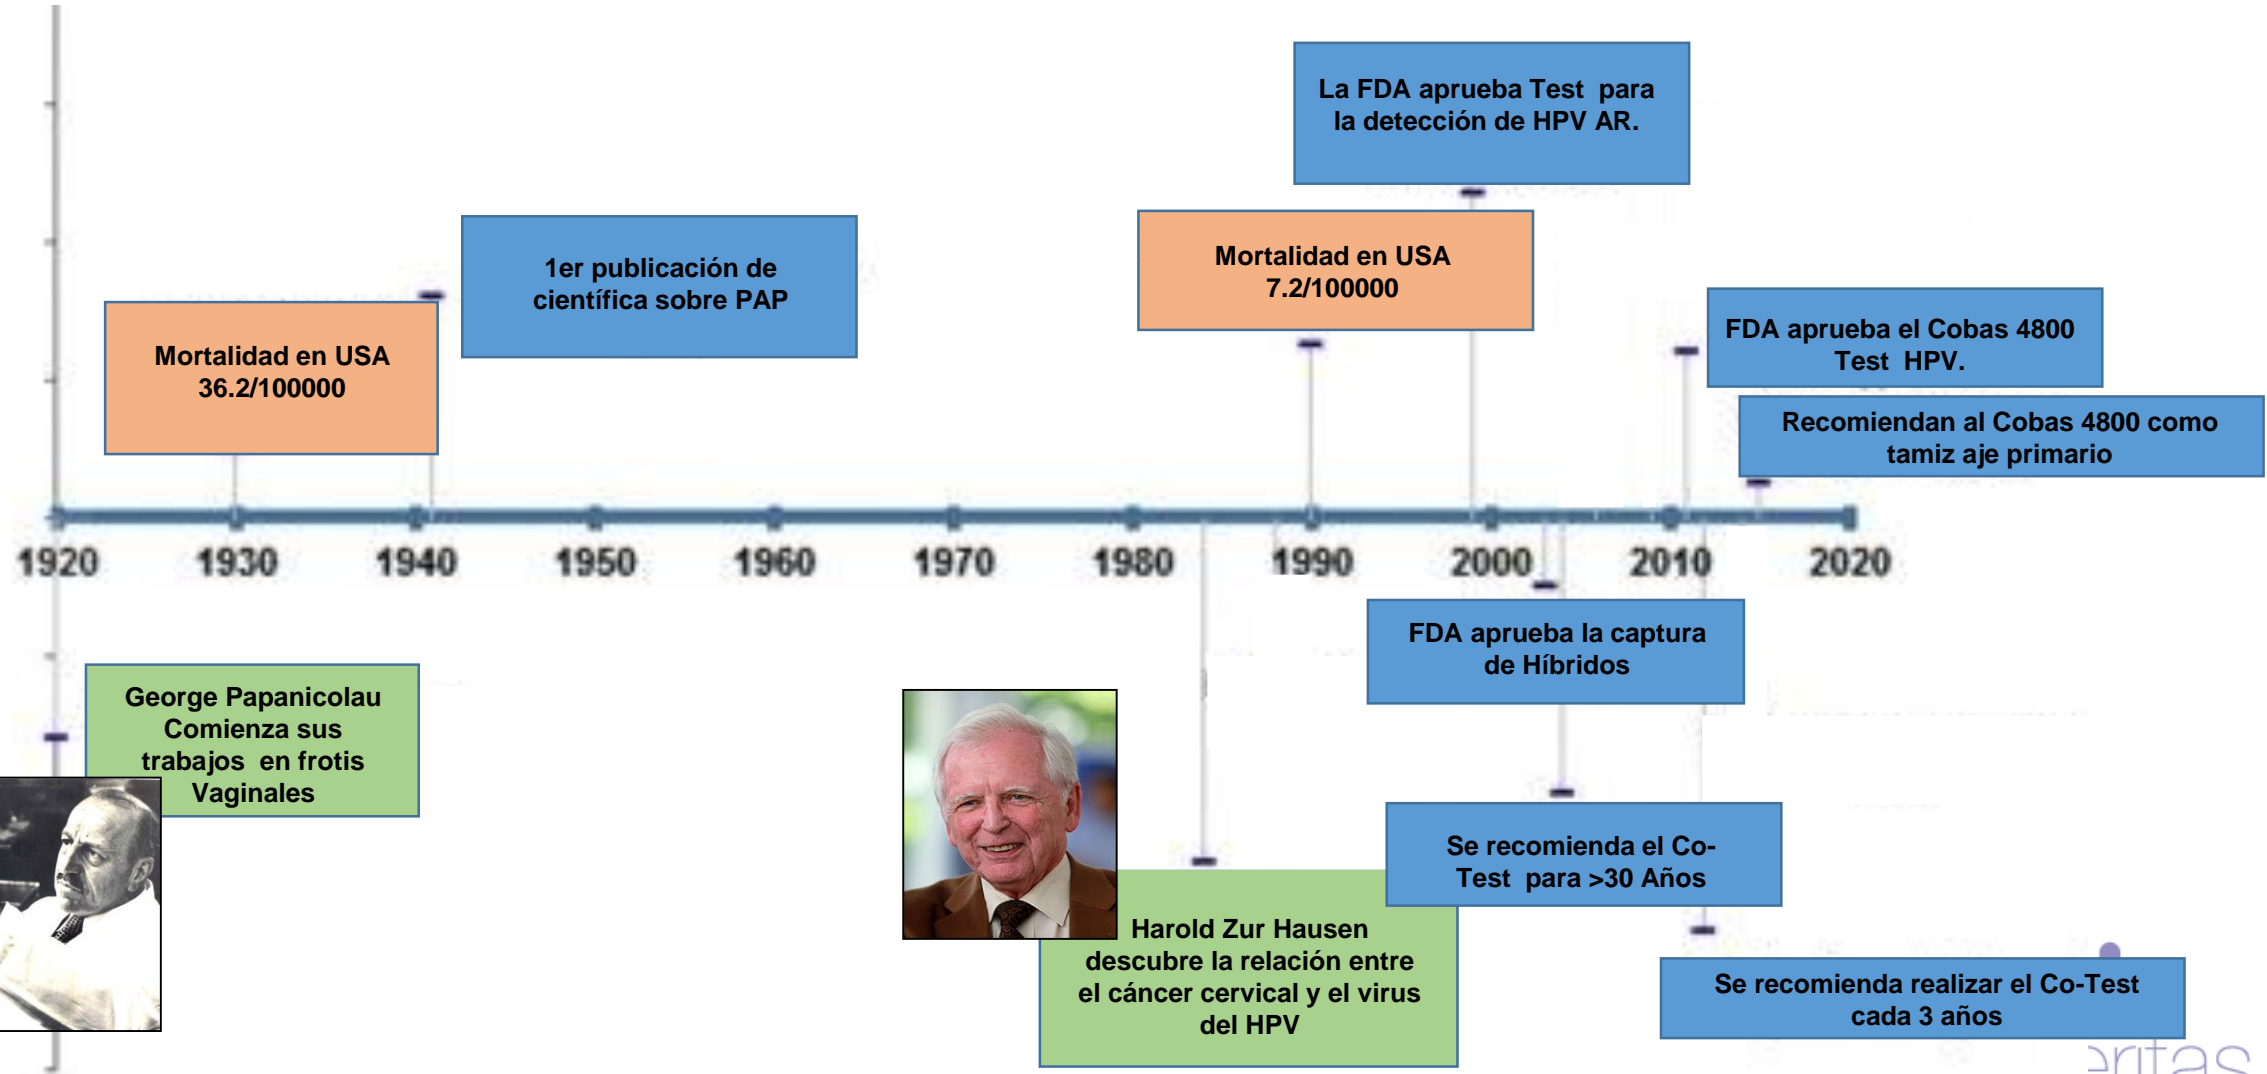 La FDA aprueba Test para
la detección de HPV AR.
1er publicación de
científica sobre PAP
Mortalidad en USA
7.2/100000
Mortalidad en USA
36.2/100000
FDA aprueba el Cobas 4800
Test HPV.
Recomiendan al Cobas 4800 como
tamiz aje primario
1920 1930 1940 1950 1960 1970 1980 1990 2000 2010 2020
FDA aprueba la captura
de Híbridos
George Papanicolau
Comienza sus
trabajos en frotis
Vaginales
Se recomienda el Co-
Test para >30 Años
Harold Zur Hausen
descubre la relación entre
el cáncer cervical y el virus
del HPV
Se recomienda realizar el Co-Test
cada 3 años